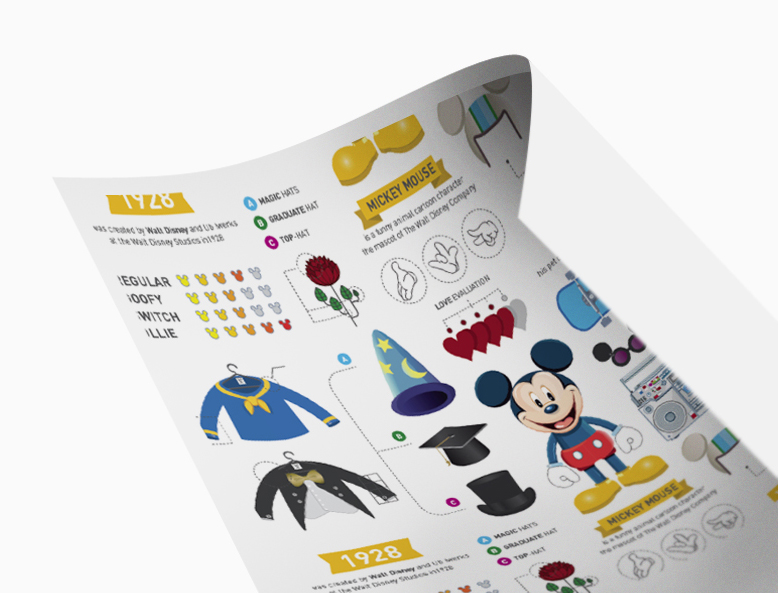 1928
was created by Walt Disney and Ub Iwerks
at the Walt Disney Studios in 1928
A MAGIC HATS
B GRADUATE HAT
C TOP-HAT
MICKEY MOUSE
is a funny animal cartoon character
the mascot of The Walt Disney Company
EGULAR
OOFY
WITCH
ILLIE
LOVE EVALUATION
his pet
A
B
C
MICKEY MOUSE
is a funny animal cartoon character
the mascot of The Walt Disney Company
1928
was created by Walt Disney and Ub Iwerks
at the Walt Disney Studios in 1928
A MAGIC HATS
B GRADUATE HAT
C TOP-HAT